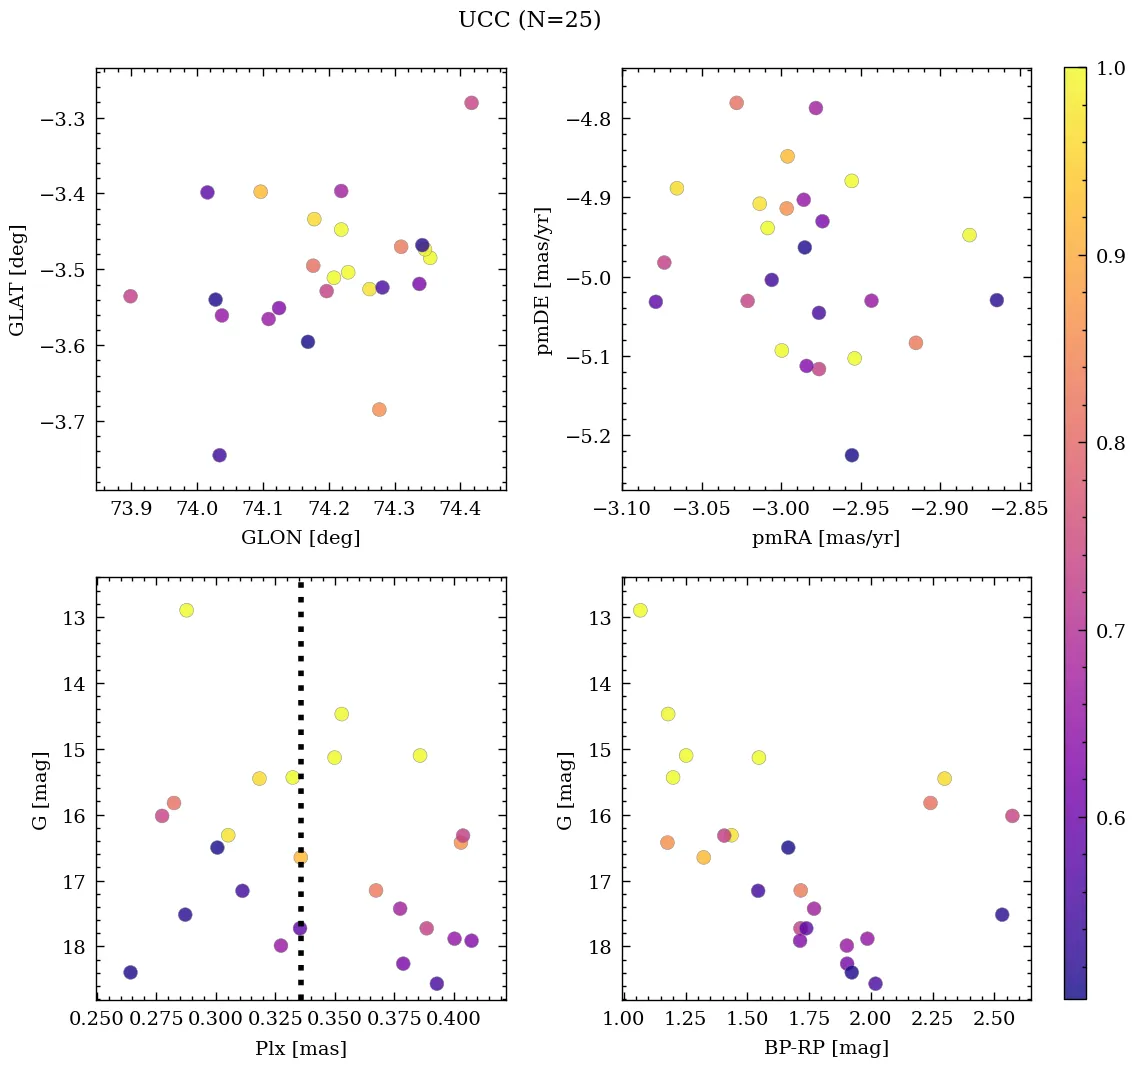 UCC (N=25)
−3.3
−3.4
−3.5
−3.6
−3.7
GLAT [deg]
73.9 74.0 74.1 74.2 74.3 74.4
GLON [deg]
−4.8
−4.9
−5.0
−5.1
−5.2
pmDE [mas/yr]
−3.10 −3.05 −3.00 −2.95 −2.90 −2.85
pmRA [mas/yr]
13
14
15
16
17
18
G [mag]
0.250 0.275 0.300 0.325 0.350 0.375 0.400
Plx [mas]
13
14
15
16
17
18
G [mag]
1.00 1.25 1.50 1.75 2.00 2.25 2.50
BP-RP [mag]
1.0
0.9
0.8
0.7
0.6